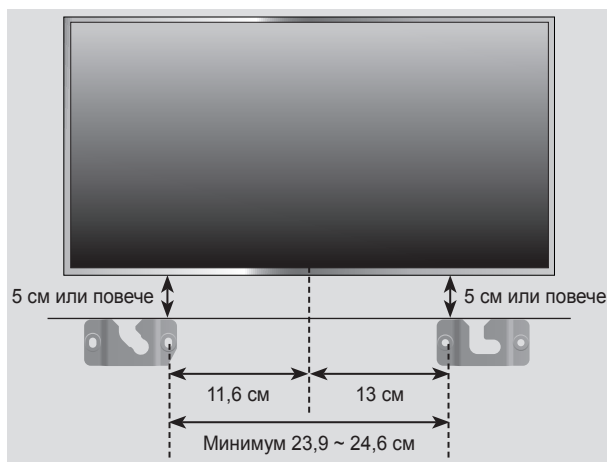 5 см или повече
5 см или повече
11,6 см
13 см
Минимум 23,9 ~ 24,6 см